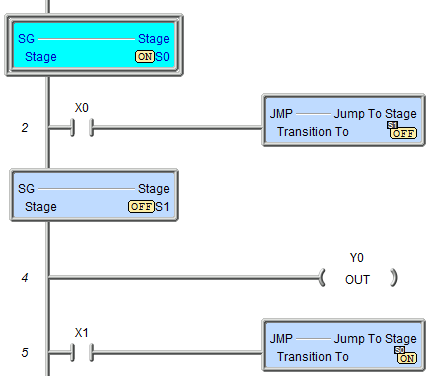 SG Stage
Stage ON S0
X0
2
JMP Jump To Stage
S1
Transition To OFF
SG Stage
Stage OFF S1
Y0
4 OUT
X1
5
JMP Jump To Stage
S0
Transition To ON